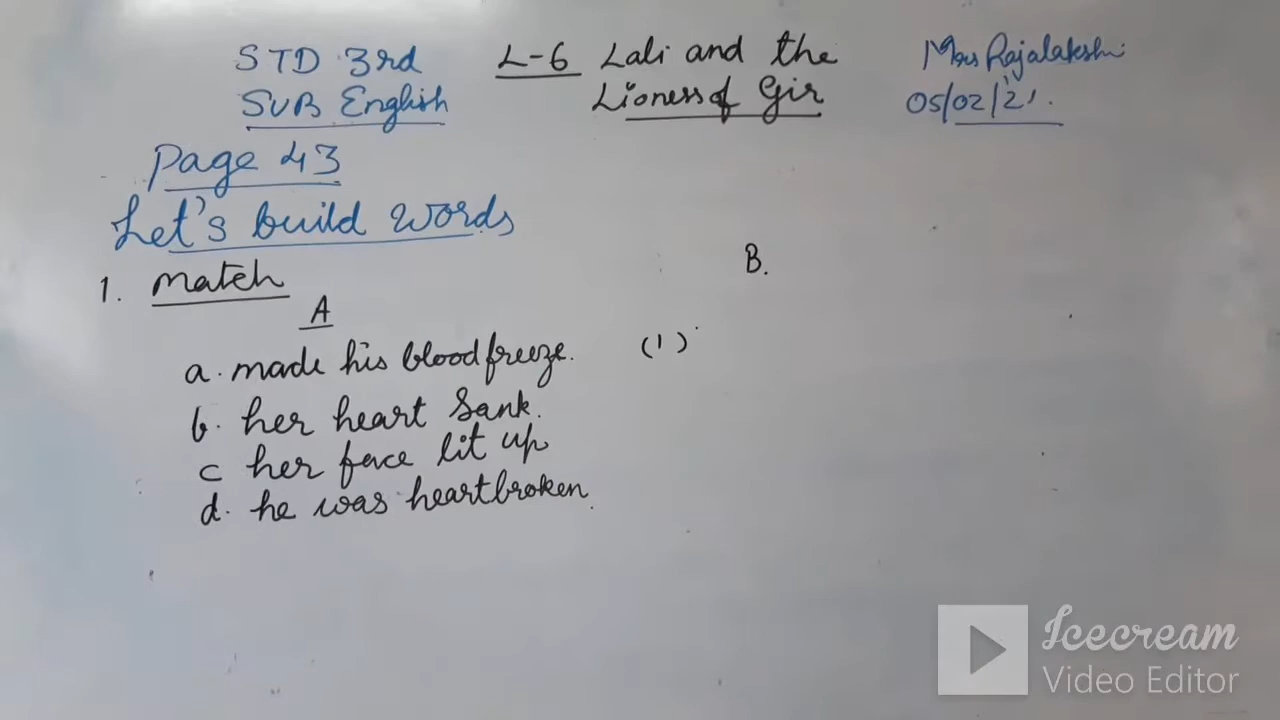 STD 3rd L-6 Lali and the Mrs Rajalakshmi
SUB English Lioness of Gir 05/02/'21.
Page 43
Let's build words
B.
1. Match
A
a. made his blood freeze. (1)
b. her heart Sank.
c her face lit up
d. he was heartbroken.
Icecream
Video Editor